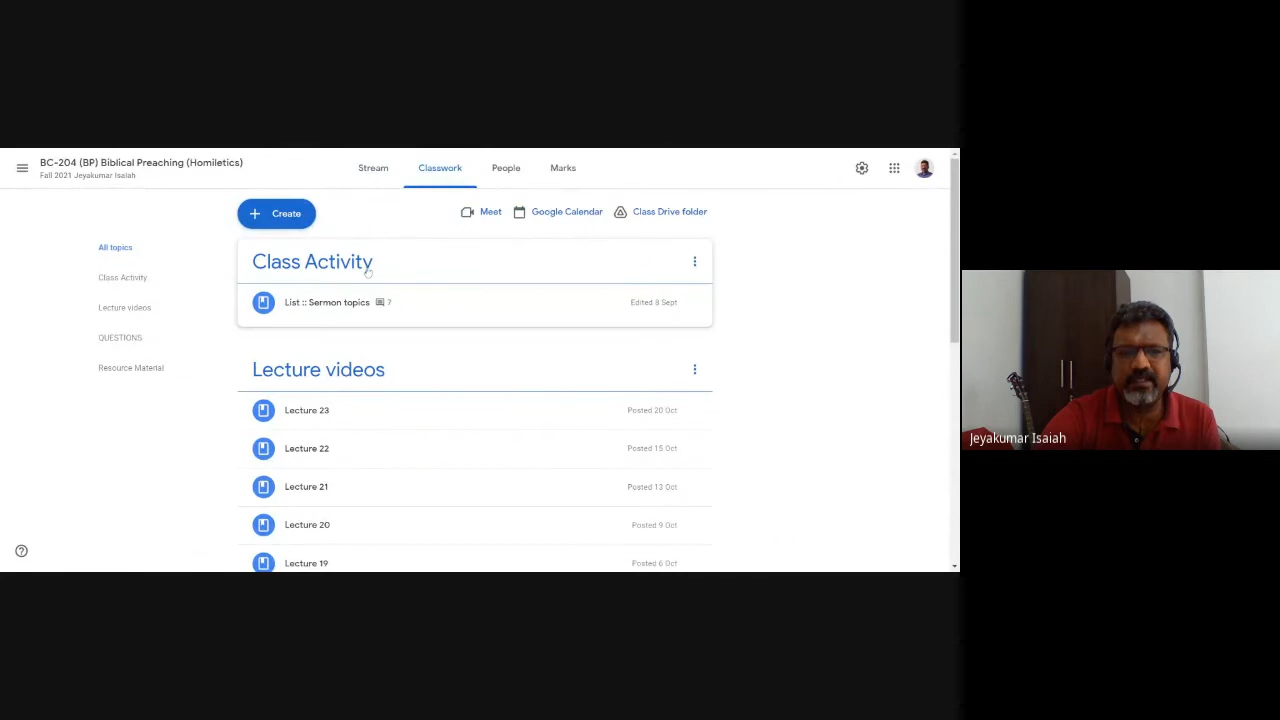 BC-204 (BP) Biblical Preaching (Homiletics)
Fall 2021 Jeyakumar Isaiah
Stream
Classwork
People
Marks
Create
Meet
Google Calendar
Class Drive folder
All topics
Class Activity
Lecture videos
QUESTIONS
Resource Material
Class Activity
List :: Sermon topics 7
Edited 8 Sept
Lecture videos
Lecture 23
Posted 20 Oct
Lecture 22
Posted 15 Oct
Lecture 21
Posted 13 Oct
Lecture 20
Posted 9 Oct
Lecture 19
Posted 6 Oct
Jeyakumar Isaiah